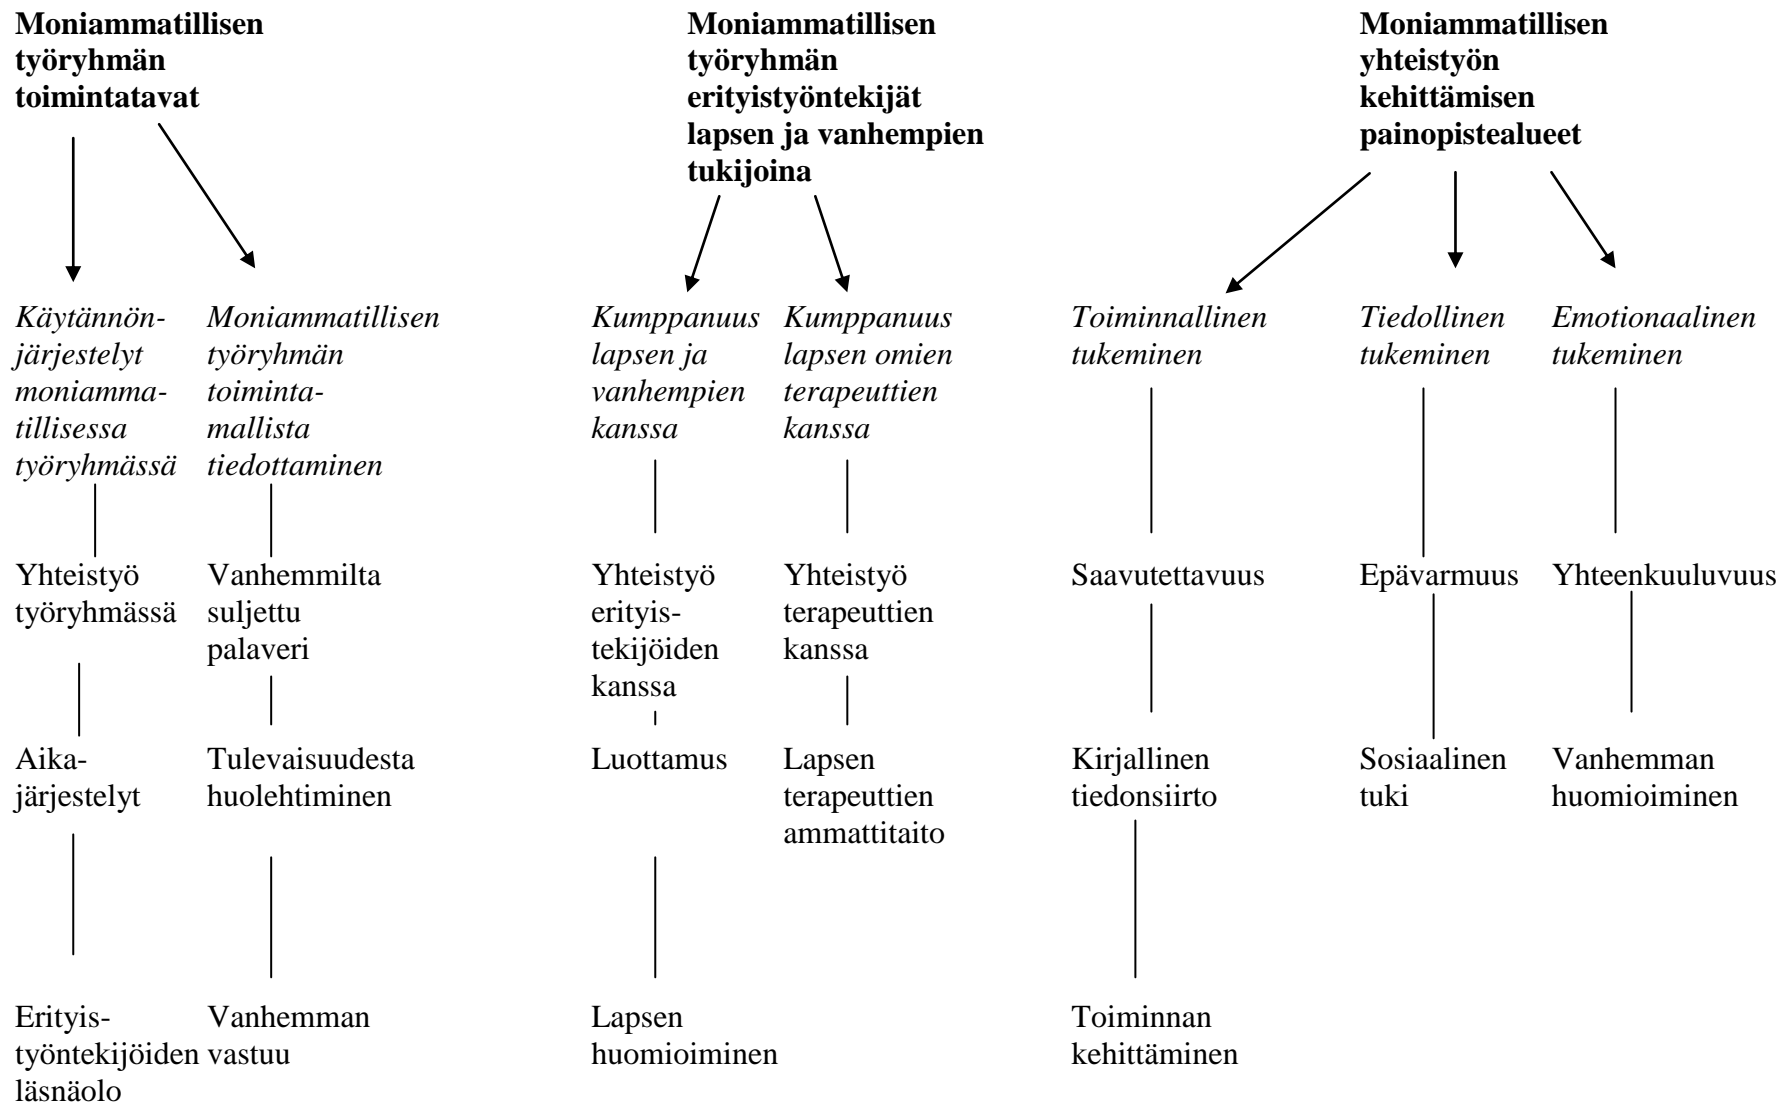 Moniammatillisen
työryhmän
toimintatavat
Moniammatillisen
työryhmän
erityistyöntekijät
lapsen ja vanhempien
tukijoina
Moniammatillisen
yhteistyön
kehittämisen
painopistealueet
Käytännön-
järjestelyt
moniamma-
tillisessa
työryhmässä
Moniammatillisen
työryhmän
toiminta-
mallista
tiedottaminen
Kumppanuus
lapsen ja
vanhempien
kanssa
Kumppanuus
lapsen omien
terapeuttien
kanssa
Toiminnallinen
tukeminen
Tiedollinen
tukeminen
Emotionaalinen
tukeminen
Yhteistyö
työryhmässä
Vanhemmilta
suljettu
palaveri
Yhteistyö
erityis-
tekijöiden
kanssa
Yhteistyö
terapeuttien
kanssa
Saavutettavuus
Epävarmuus
Yhteenkuuluvuus
Aika-
järjestelyt
Tulevaisuudesta
huolehtiminen
Luottamus
Lapsen
terapeuttien
ammattitaito
Kirjallinen
tiedonsiirto
Sosiaalinen
tuki
Vanhemman
huomioiminen
Erityis-
työntekijöiden
läsnäolo
Vanhemman
vastuu
Lapsen
huomioiminen
Toiminnan
kehittäminen